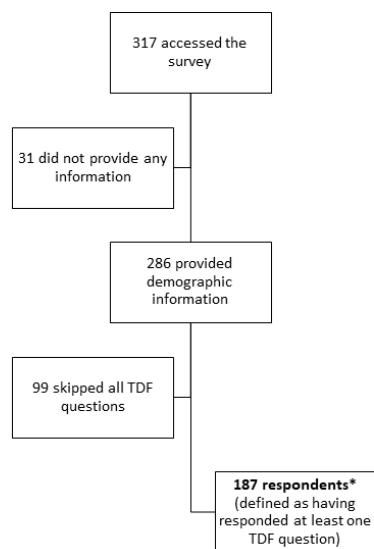 317 accessed the
survey
31 did not provide any
information
286 provided
demographic
information
99 skipped all TDF
questions
187 respondents*
(defined as having
responded at least one
TDF question)